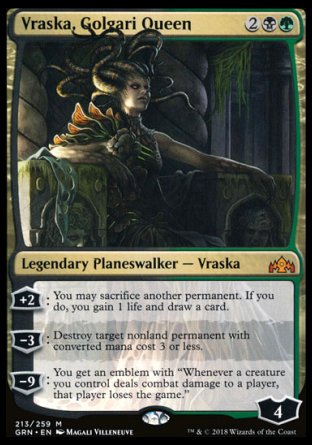 Vraska, Golgari Queen 2
Legendary Planeswalker — Vraska
+2 : You may sacrifice another permanent. If you
do, you gain 1 life and draw a card.
-3 : Destroy target nonland permanent with
converted mana cost 3 or less.
-9 : You get an emblem with “Whenever a creature
you control deals combat damage to a player,
that player loses the game.”
4
213/259 M
GRN • EN Magali Villeneuve
™ & © 2018 Wizards of the Coast